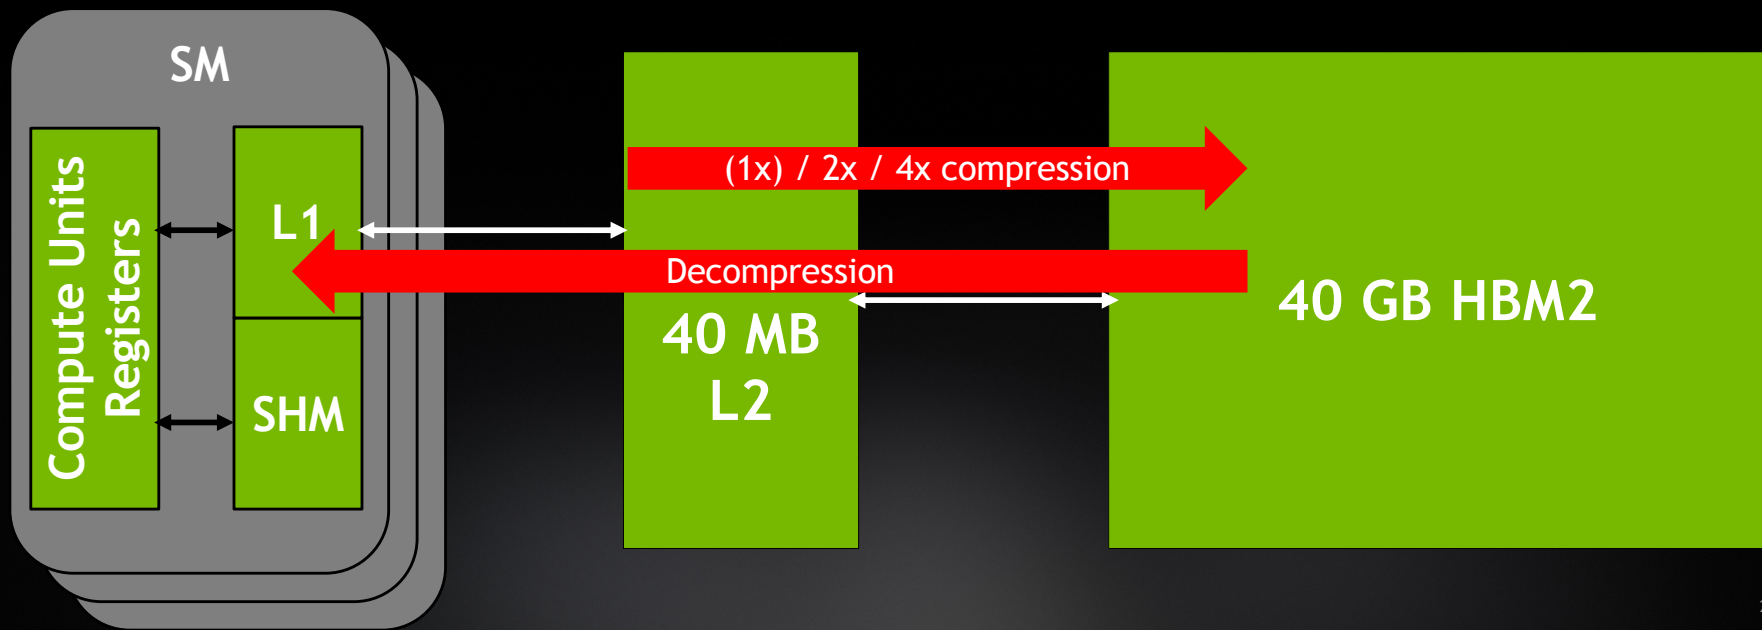 SM
Compute Units
Registers
L1
SHM
(1x) / 2x / 4x compression
Decompression
40 MB
L2
40 GB HBM2